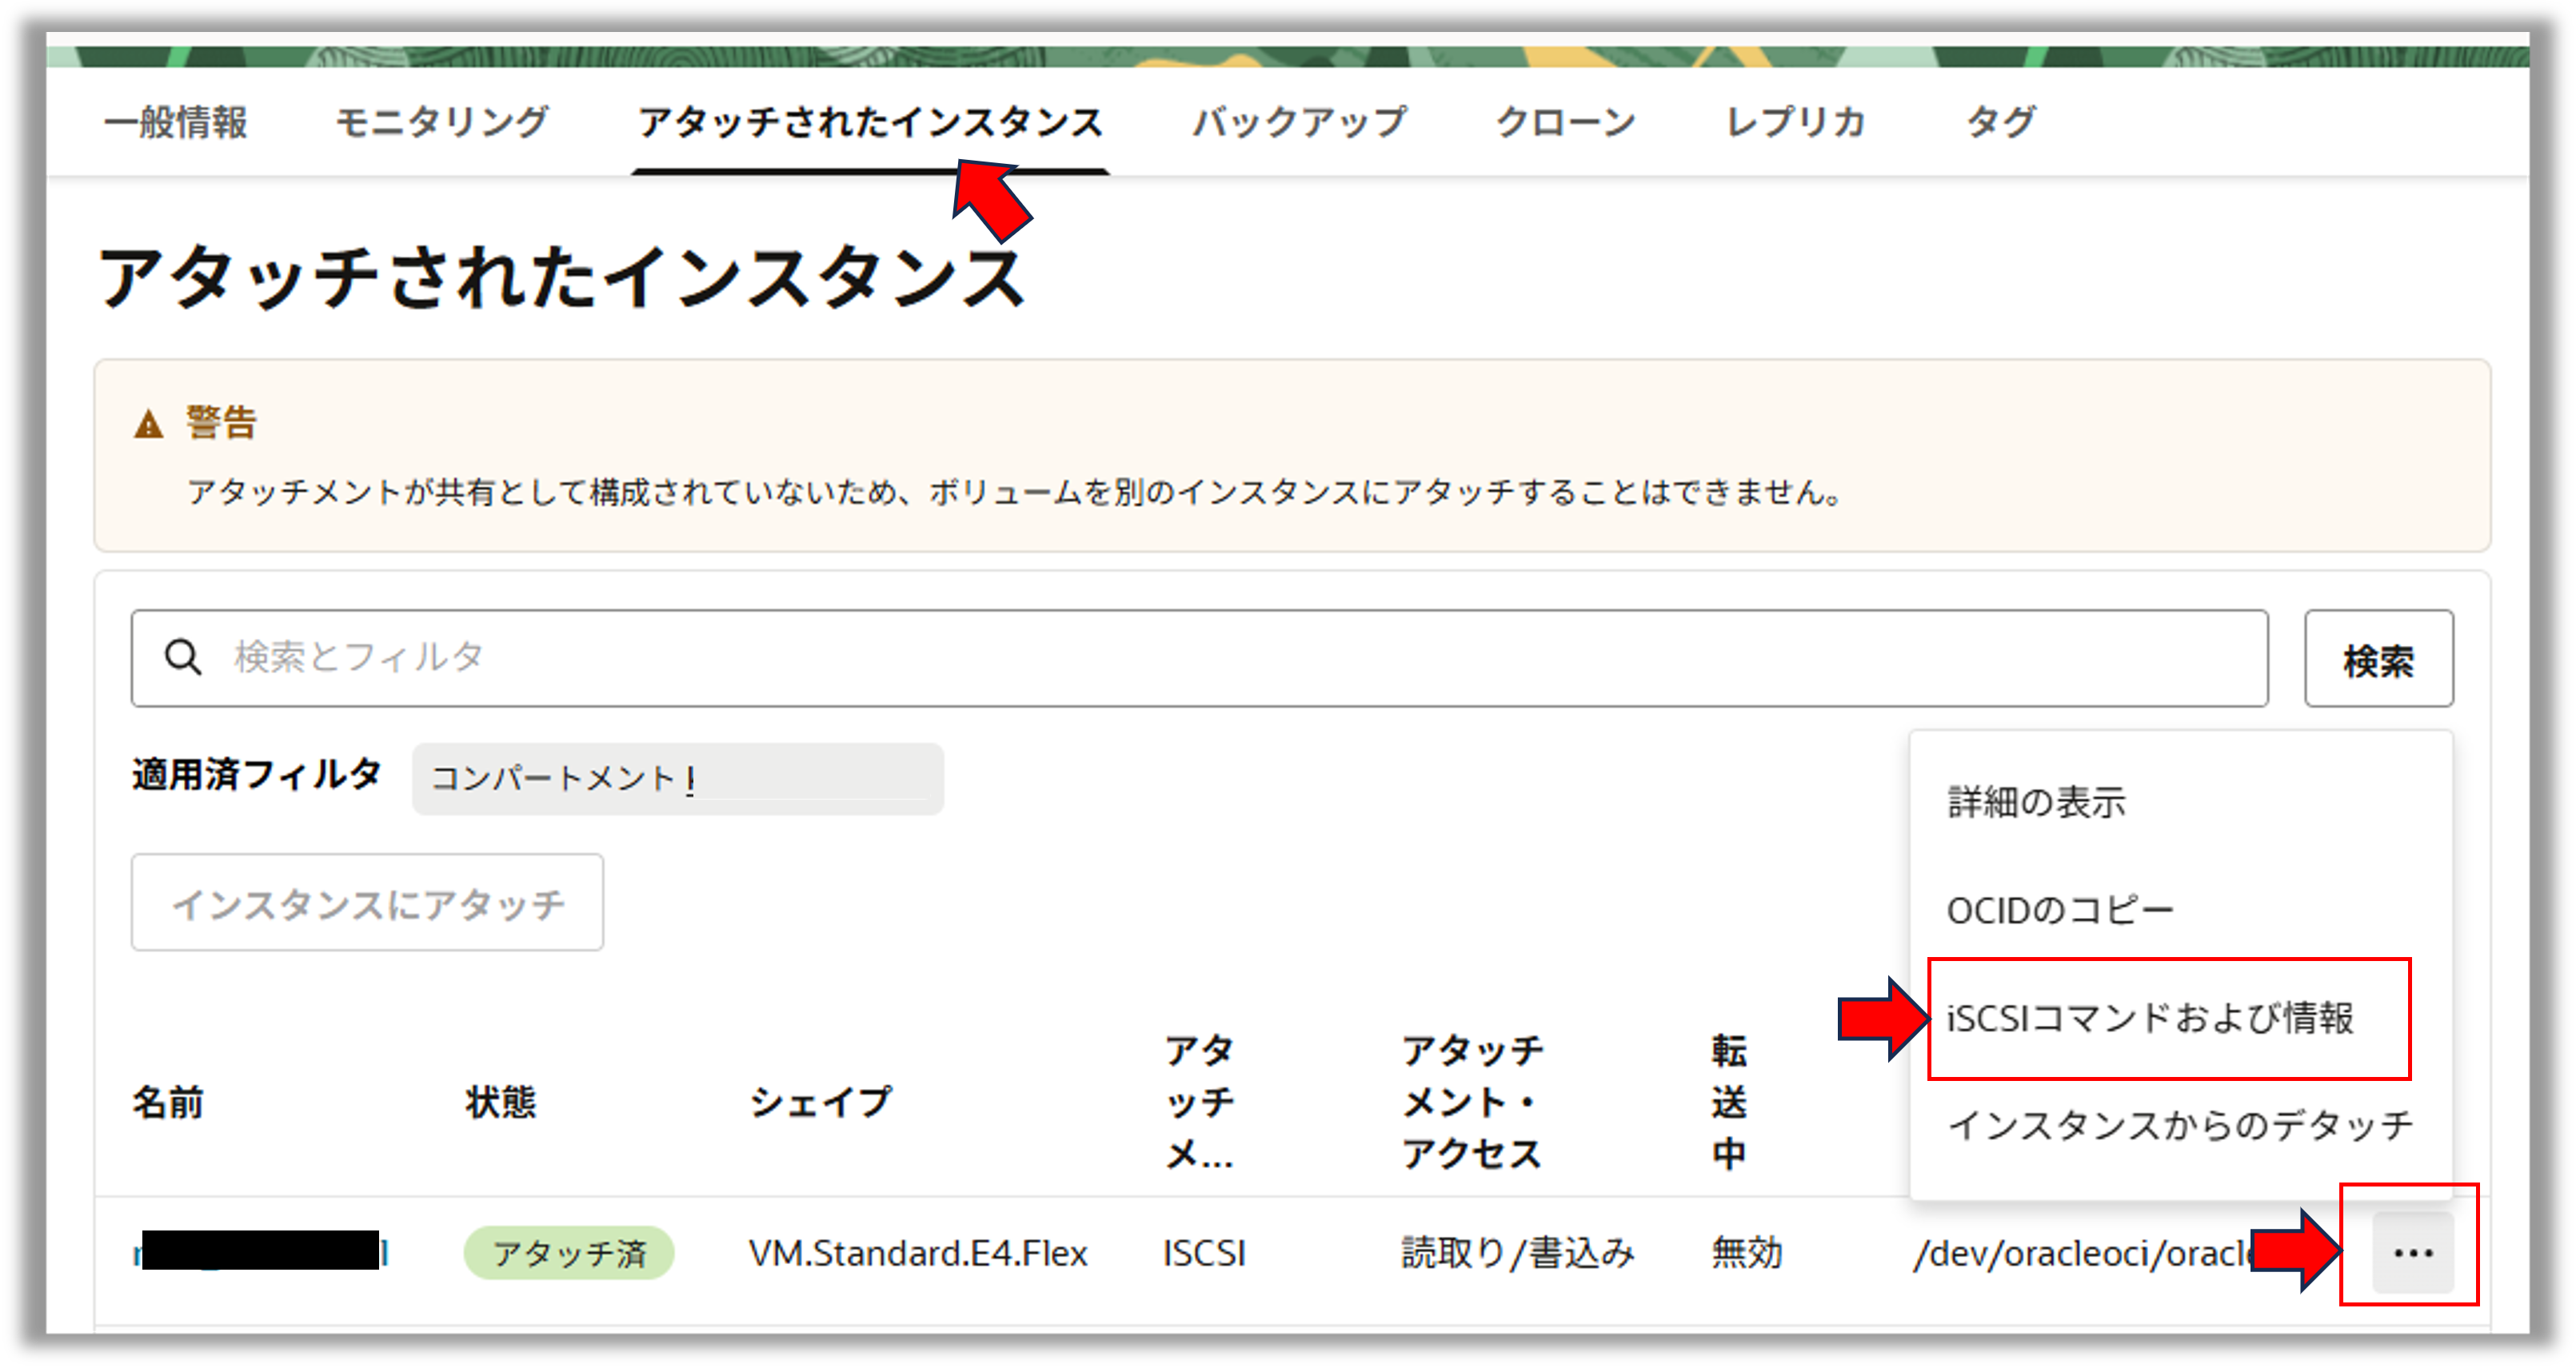 一般情報 モニタリング アタッチされたインスタンス バックアップ クローン レプリカ タグ
アタッチされたインスタンス
警告
アタッチメントが共有として構成されていないため、ボリュームを別のインスタンスにアタッチすることはできません。
検索とフィルタ 検索
適用済フィルタ コンパートメント
インスタンスにアタッチ
詳細の表示
OCIDのコピー
iSCSIコマンドおよび情報
インスタンスからのデタッチ
名前 状態 シェイプ アタッチメ... アタッチメント・アクセス 転送中
アタッチ済 VM.Standard.E4.Flex ISCSI 読取り/書込み 無効 /dev/oracleoci/oracle